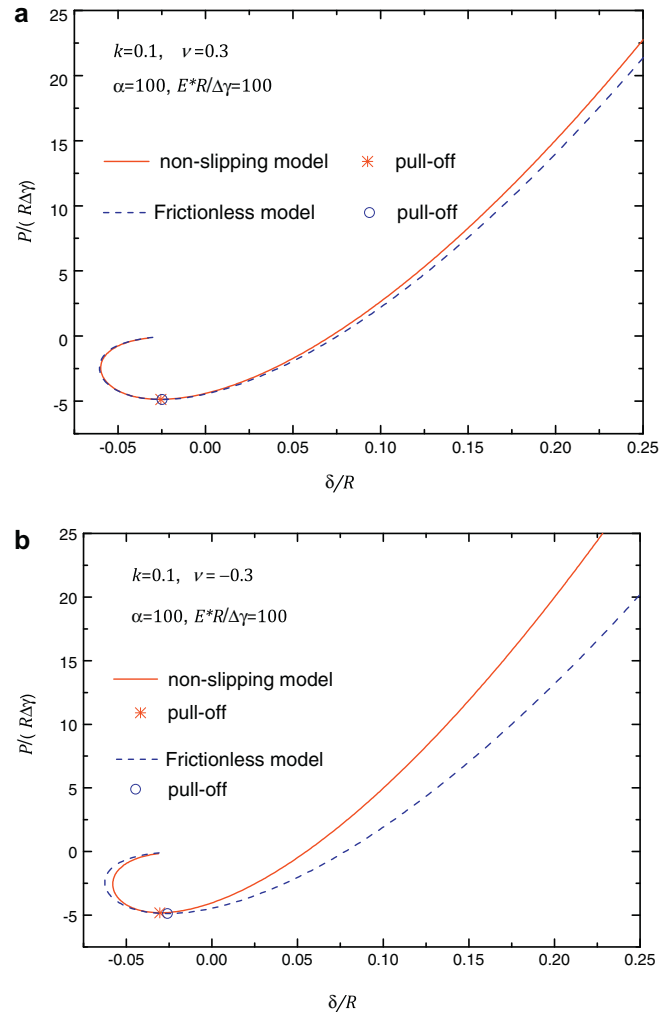 a
25
20
15
10
5
0
-5
P/( RΔγ)
k=0.1, ν=0.3
α=100, E*R/Δγ=100
non-slipping model pull-off
Frictionless model pull-off
-0.05 0.00 0.05 0.10 0.15 0.20 0.25
δ/R
b
25
20
15
10
5
0
-5
P/( RΔγ)
k=0.1, ν = −0.3
α=100, E*R/Δγ=100
non-slipping model
pull-off
Frictionless model
pull-off
-0.05 0.00 0.05 0.10 0.15 0.20 0.25
δ/R